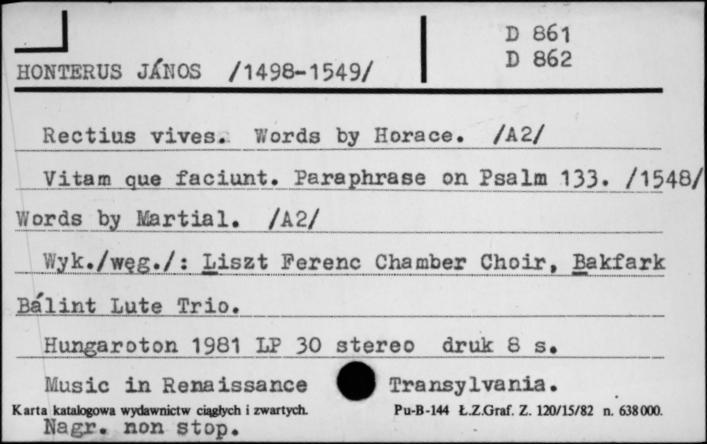 D 861
D 862
HONTERUS JÁNOS /1498-1549/
Rectius vives. Words by Horace. /A2/
Vitam que faciunt. Paraphrase on Psalm 133. /1548/
Words by Martial. /A2/
Wyk./węg./: Liszt Ferenc Chamber Choir, Bakfark
Bálint Lute Trio.
Hungaroton 1981 LP 30 stereo druk 8 s.
Music in Renaissance Transylvania.
Karta katalogowa wydawnictw ciągłych i zwartych. Pu-B-144 Ł.Z.Graf. Z. 120/15/82 n. 638000.
Nagr. non stop.